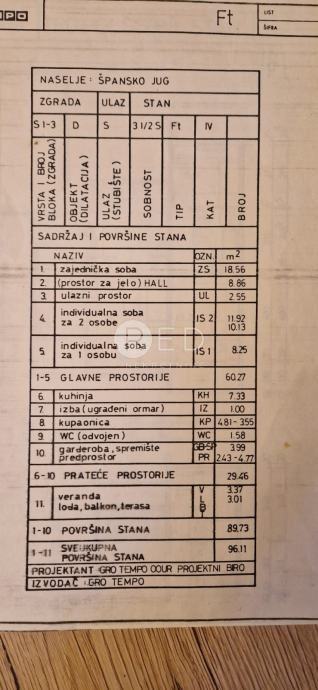 Ft
LIST
ŠIFRA
NASELJE: ŠPANSKO JUG
ZGRADA ULAZ STAN
S1-3 D S 3 1/2 S Ft IV
VRSTA I BROJ BLOKA (ZGRADA)
OBJEKT (DILATACIJA)
ULAZ (STUBIŠTE)
SOBNOST
TIP
KAT
BROJ
SADRŽAJ I POVRŠINE STANA
NAZIV OZN. m2
1. zajednička soba ZS 18.56
2. (prostor za jelo) HALL 8.86
3. ulazni prostor UL 2.55
4. individualna soba za 2 osobe IS 2 11.92
10.13
5. individualna soba za 1 osobu IS 1 8.25
1-5 GLAVNE PROSTORIJE 60.27
6. kuhinja KH 7.33
7. izba (ugrađeni ormar) IZ 1.00
8. kupaonica KP 4.81-3.55
9. WC (odvojen) WC 1.58
10. garderoba, spremište GB-SP 3.99
predprostor PR 2.43-4.77
6-10 PRATEĆE PROSTORIJE 29.46
11. veranda V 3.37
lođa, balkon, terasa L 3.01
B
T
1-10 POVRŠINA STANA 89.73
1-11 SVEUKUPNA POVRŠINA STANA 96.11
PROJEKTANT: GRO TEMPO OOUR PROJEKTNI BIRO
IZVOĐAČ: GRO TEMPO
RED